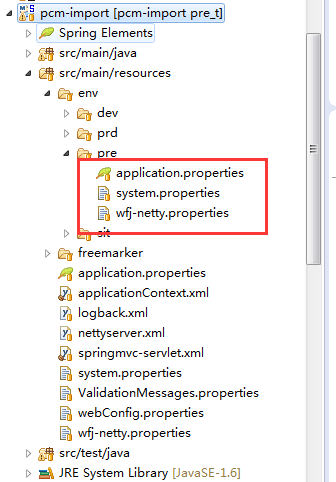 pcm-import [pcm-import pre_t]
Spring Elements
src/main/java
src/main/resources
env
dev
prd
pre
application.properties
system.properties
wfj-netty.properties
sit
freemarker
application.properties
applicationContext.xml
logback.xml
nettyserver.xml
springmvc-servlet.xml
system.properties
ValidationMessages.properties
webConfig.properties
wfj-netty.properties
src/test/java
JRE System Library [JavaSE-1.6]